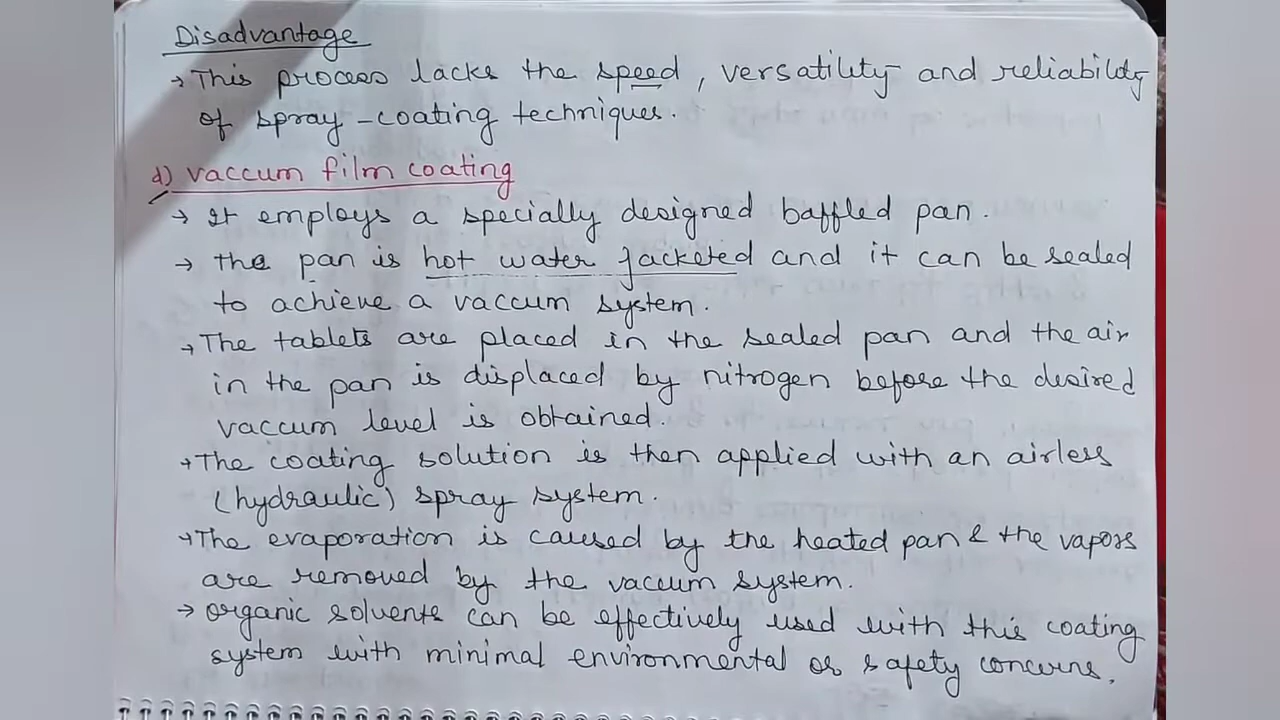 Disadvantage
→ This process lacks the speed, versatility and reliability
of spray-coating techniques.
d) vaccum film coating
→ It employs a specially designed baffled pan.
→ the pan is hot water jacketed and it can be sealed
to achieve a vaccum system.
→ The tablets are placed in the sealed pan and the air
in the pan is displaced by nitrogen before the desired
vaccum level is obtained.
→ The coating solution is then applied with an airless
(hydraulic) spray system.
→ The evaporation is caused by the heated pan & the vapors
are removed by the vaccum system.
→ Organic solvents can be effectively used with this coating
system with minimal environmental or safety concerns.